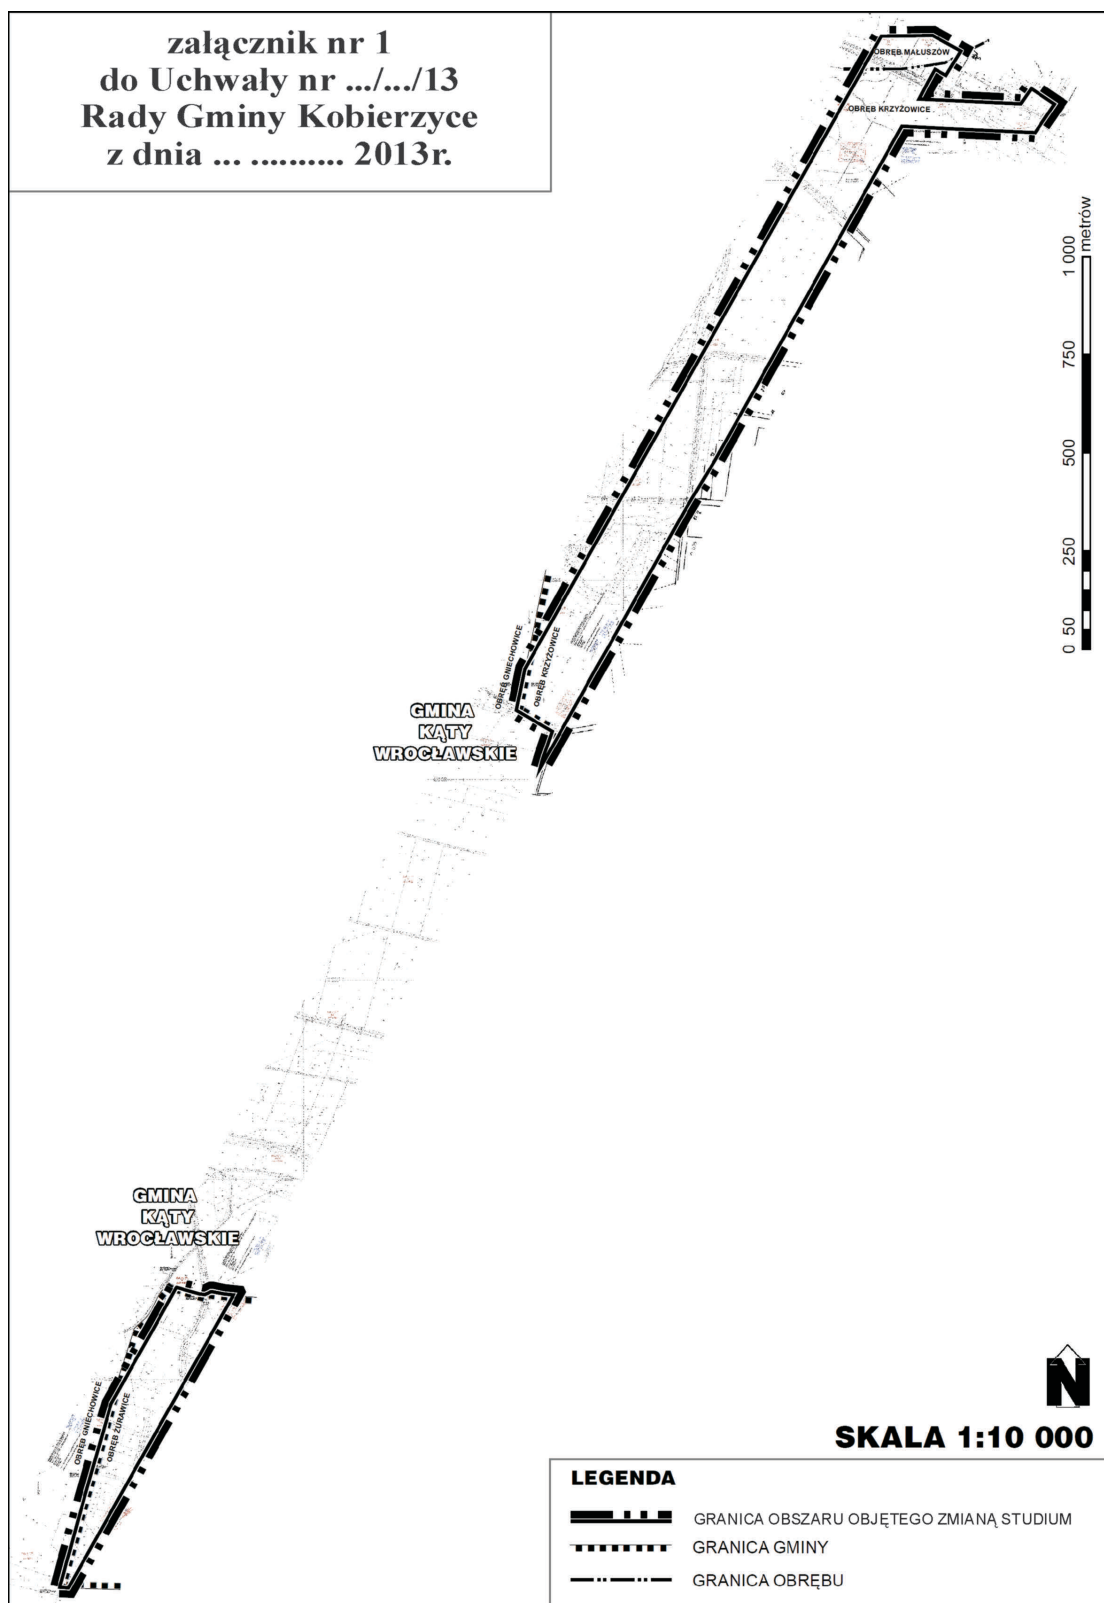 załącznik nr 1
do Uchwały nr .../.../13
Rady Gminy Kobierzyce
z dnia ... ........... 2013r.
OBRĘB MAŁUSZÓW
OBRĘB KRZYŻOWICE
metrów
1 000
750
500
250
50
0
OBRĘB GNIECHOWICE
OBRĘB KRZYŻOWICE
GMINA
KĄTY
WROCŁAWSKIE
GMINA
KĄTY
WROCŁAWSKIE
OBRĘB GNIECHOWICE
OBRĘB ŻURAWICE
N
SKALA 1:10 000
LEGENDA
GRANICA OBSZARU OBJĘTEGO ZMIANĄ STUDIUM
GRANICA GMINY
GRANICA OBRĘBU